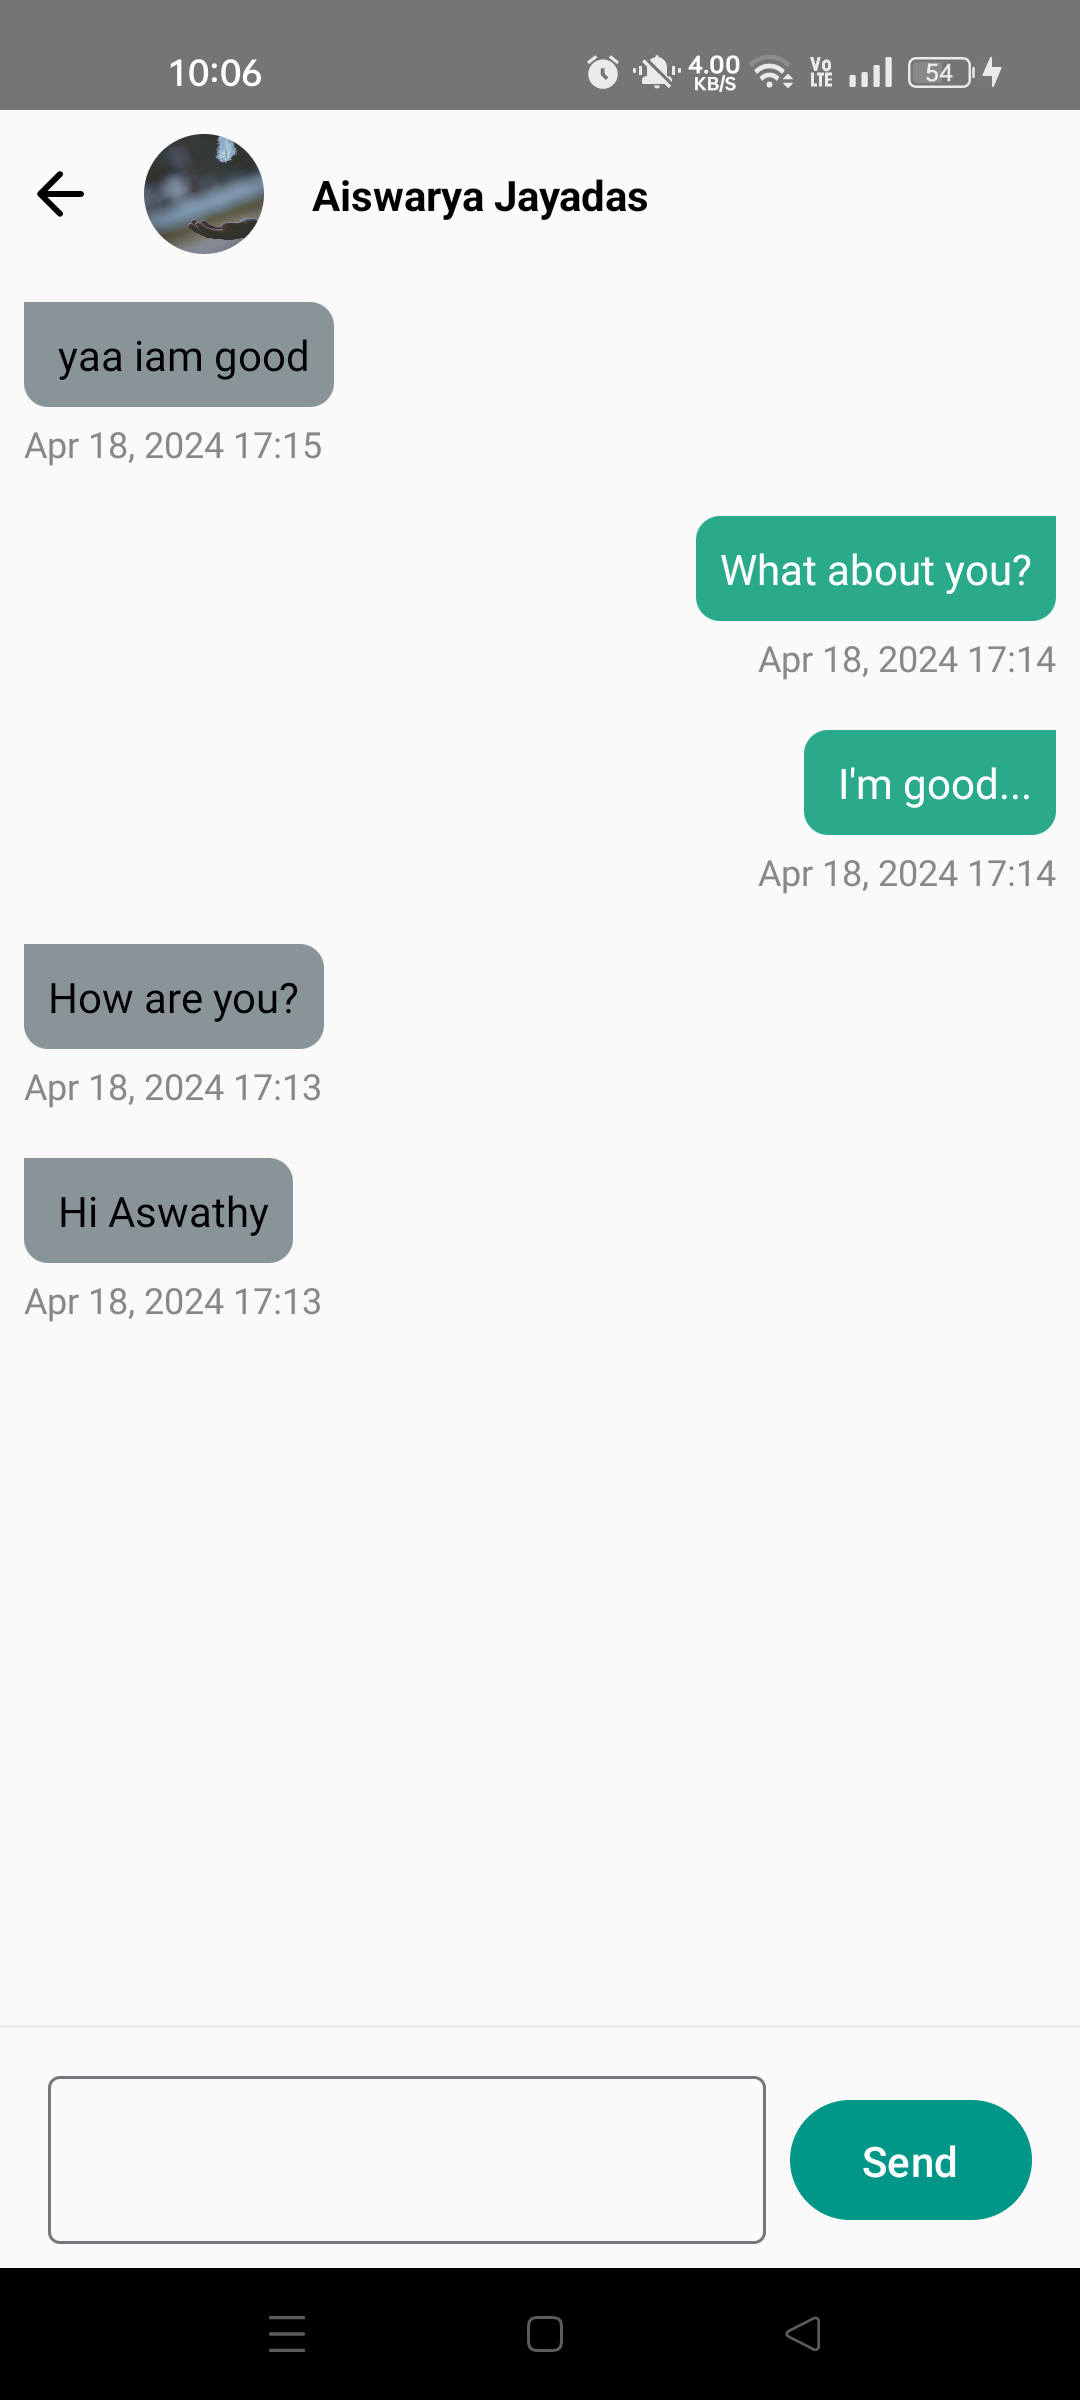 10:06
4.00
KB/S
Vo
LTE
54
Aiswarya Jayadas
yaa iam good
Apr 18, 2024 17:15
What about you?
Apr 18, 2024 17:14
I'm good...
Apr 18, 2024 17:14
How are you?
Apr 18, 2024 17:13
Hi Aswathy
Apr 18, 2024 17:13
Send